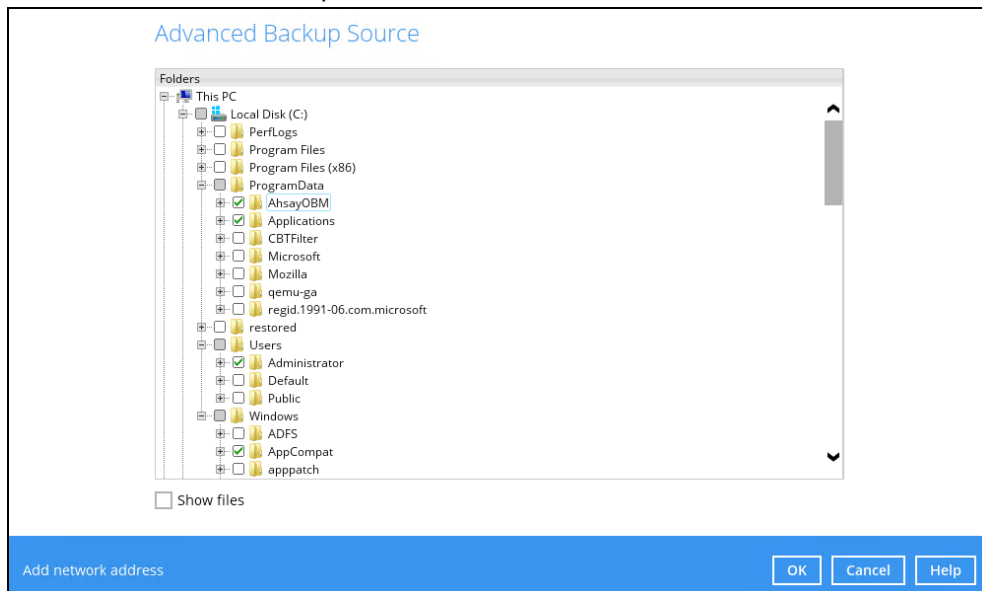 Advanced Backup Source
Folders
This PC
Local Disk (C:)
PerfLogs
Program Files
Program Files (x86)
ProgramData
AhsayOBM
Applications
CBTFilter
Microsoft
Mozilla
qemu-ga
regid.1991-06.com.microsoft
restored
Users
Administrator
Default
Public
Windows
ADFS
AppCompat
apppatch
Show files
Add network address
OK Cancel Help